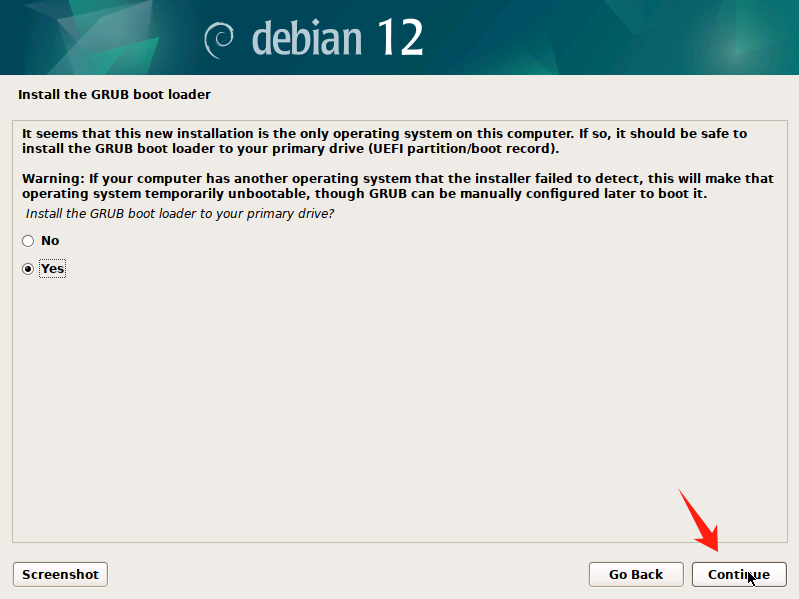 debian 12
Install the GRUB boot loader
It seems that this new installation is the only operating system on this computer. If so, it should be safe to
install the GRUB boot loader to your primary drive (UEFI partition/boot record).
Warning: If your computer has another operating system that the installer failed to detect, this will make that
operating system temporarily unbootable, though GRUB can be manually configured later to boot it.
Install the GRUB boot loader to your primary drive?
No
Yes
Screenshot
Go Back
Continue